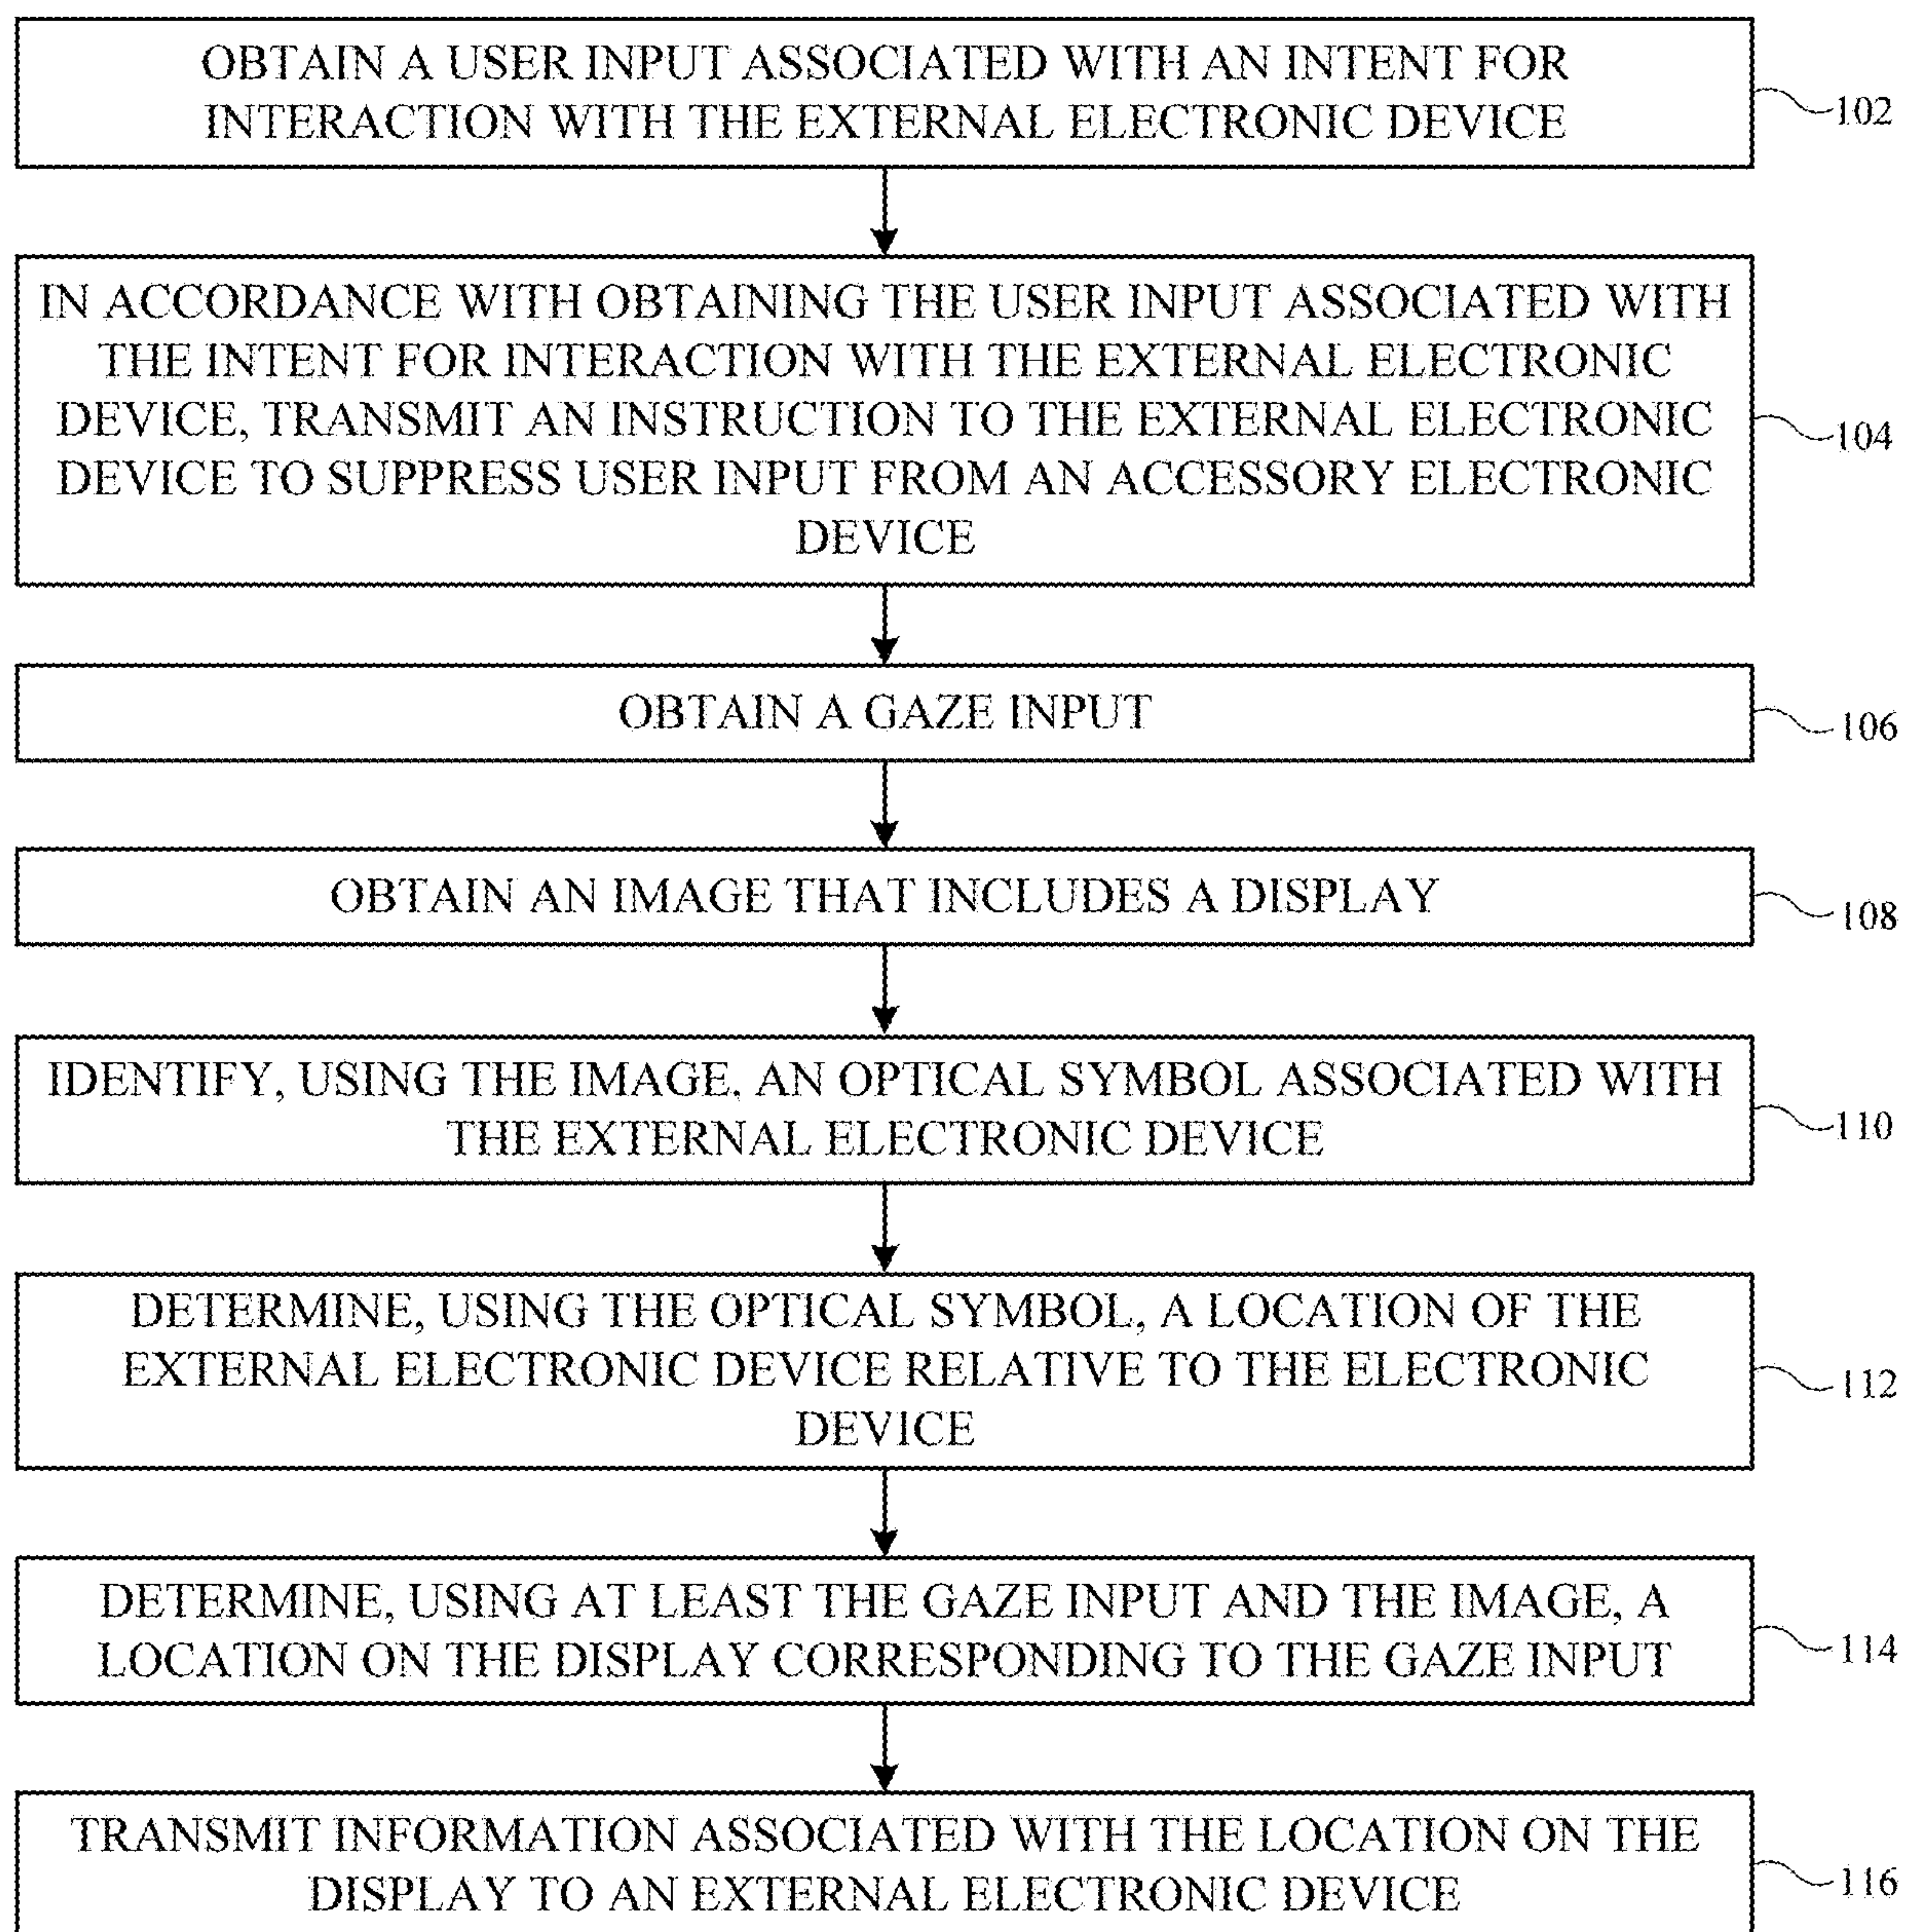 OBTAIN A USER INPUT ASSOCIATED WITH AN INTENT FOR
INTERACTION WITH THE EXTERNAL ELECTRONIC DEVICE
102
IN ACCORDANCE WITH OBTAINING THE USER INPUT ASSOCIATED WITH
THE INTENT FOR INTERACTION WITH THE EXTERNAL ELECTRONIC
DEVICE, TRANSMIT AN INSTRUCTION TO THE EXTERNAL ELECTRONIC
DEVICE TO SUPPRESS USER INPUT FROM AN ACCESSORY ELECTRONIC
DEVICE
104
OBTAIN A GAZE INPUT
106
OBTAIN AN IMAGE THAT INCLUDES A DISPLAY
108
IDENTIFY, USING THE IMAGE, AN OPTICAL SYMBOL ASSOCIATED WITH
THE EXTERNAL ELECTRONIC DEVICE
110
DETERMINE, USING THE OPTICAL SYMBOL, A LOCATION OF THE
EXTERNAL ELECTRONIC DEVICE RELATIVE TO THE ELECTRONIC
DEVICE
112
DETERMINE, USING AT LEAST THE GAZE INPUT AND THE IMAGE, A
LOCATION ON THE DISPLAY CORRESPONDING TO THE GAZE INPUT
114
TRANSMIT INFORMATION ASSOCIATED WITH THE LOCATION ON THE
DISPLAY TO AN EXTERNAL ELECTRONIC DEVICE
116